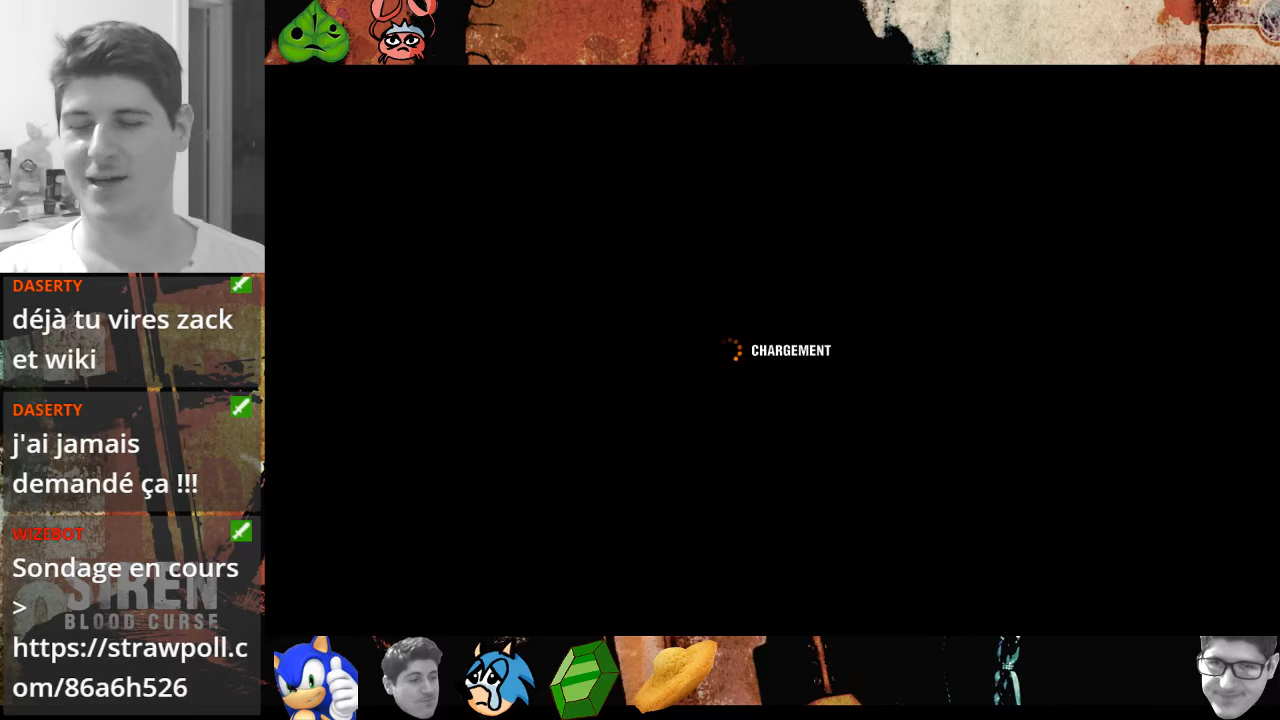 DASERTY
déjà tu vires zack
et wiki
DASERTY
j'ai jamais
demandé ça !!!
WIZEBOT
Sondage en cours
>
https://strawpoll.c
om/86a6h526
SIREN
BLOOD CURSE
CHARGEMENT